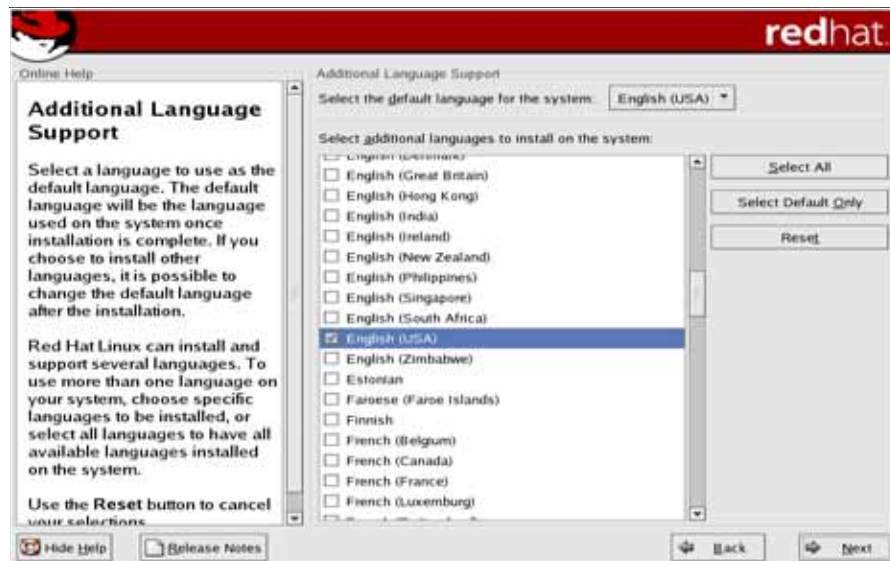 redhat.
Online Help
Additional Language
Support
Select a language to use as the
default language. The default
language will be the language
used on the system once
installation is complete. If you
choose to install other
languages, it is possible to
change the default language
after the installation.
Red Hat Linux can install and
support several languages. To
use more than one language on
your system, choose specific
languages to be installed, or
select all languages to have all
available languages installed
on the system.
Use the Reset button to cancel
your selections
Additional Language Support
Select the default language for the system: English (USA)
Select additional languages to install on the system:
English (Denmark)
English (Great Britain)
English (Hong Kong)
English (India)
English (Ireland)
English (New Zealand)
English (Philippines)
English (Singapore)
English (South Africa)
English (USA)
English (Zimbabwe)
Estonian
Faroese (Faroe Islands)
Finnish
French (Belgium)
French (Canada)
French (France)
French (Luxemburg)
Select All
Select Default Only
Reset
Hide Help
Release Notes
Back
Next